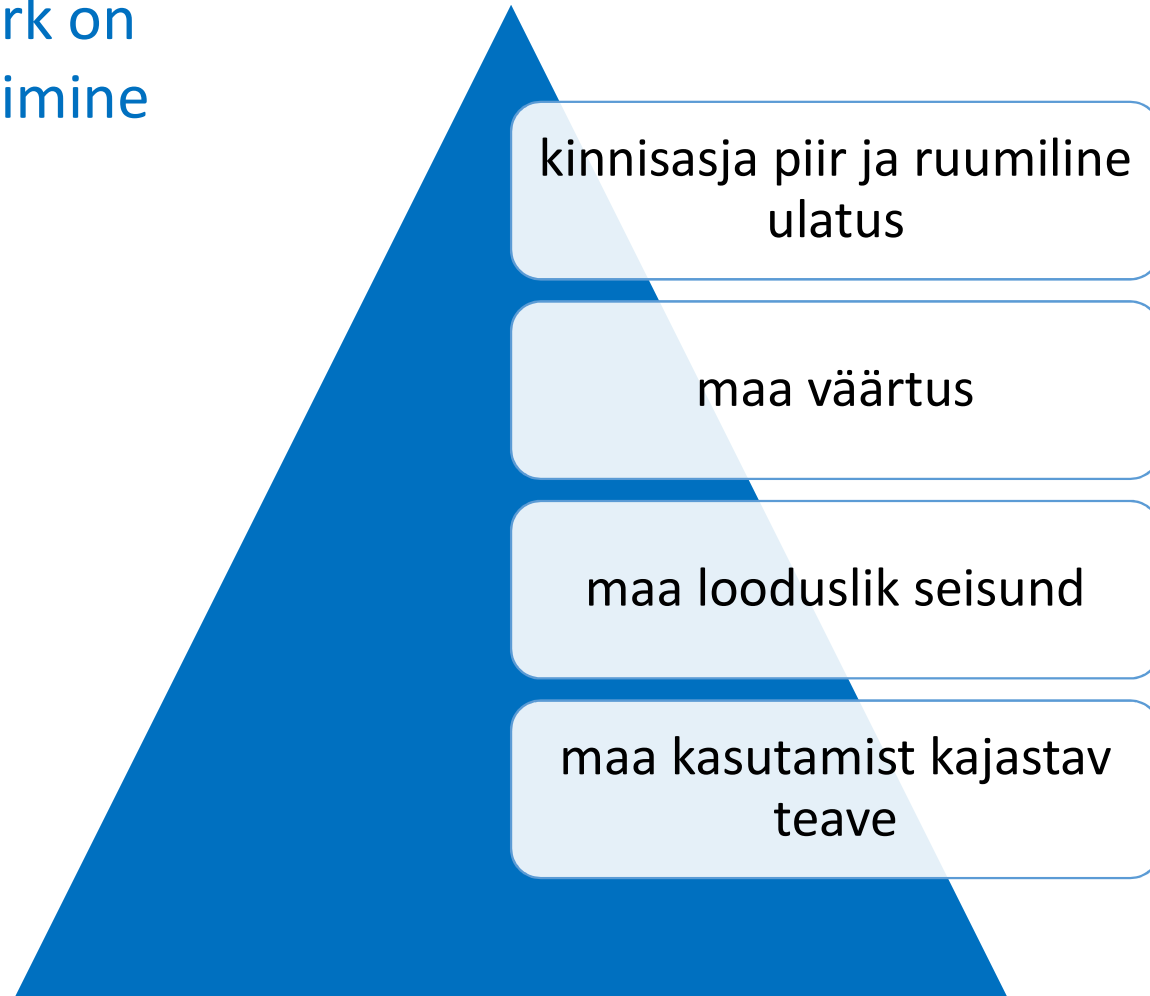 rk on
imine
kinnisasja piir ja ruumiline
ulatus
maa väärtus
maa looduslik seisund
maa kasutamist kajastav
teave